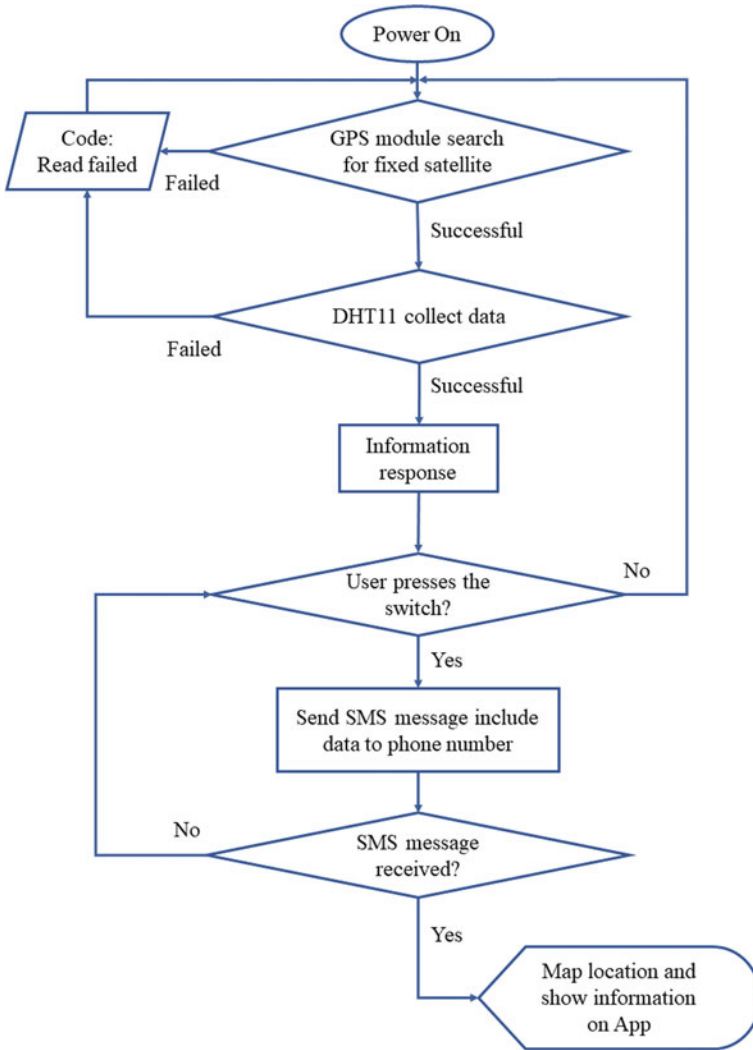 Power On
Code:
Read failed
GPS module search
for fixed satellite
Failed
Successful
DHT11 collect data
Failed
Successful
Information
response
User presses the
switch?
No
Yes
Send SMS message include
data to phone number
No
SMS message
received?
Yes
Map location and
show information
on App